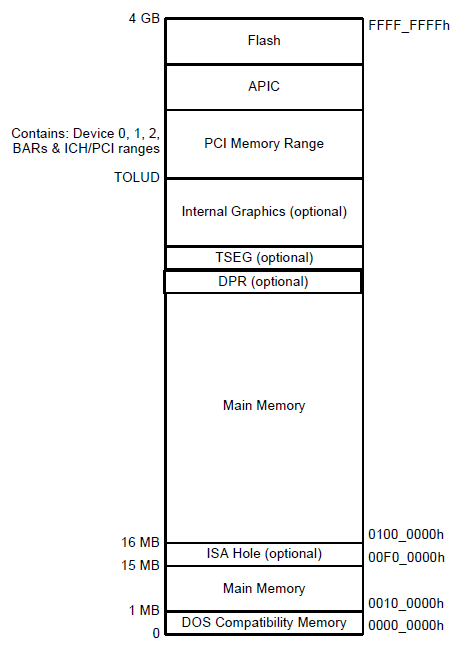 4 GB
FFFF_FFFFh
Flash
APIC
Contains: Device 0, 1, 2,
BARs & ICH/PCI ranges
PCI Memory Range
TOLUD
Internal Graphics (optional)
TSEG (optional)
DPR (optional)
Main Memory
0100_0000h
16 MB
ISA Hole (optional)
00F0_0000h
15 MB
Main Memory
0010_0000h
1 MB
DOS Compatibility Memory
0000_0000h
0